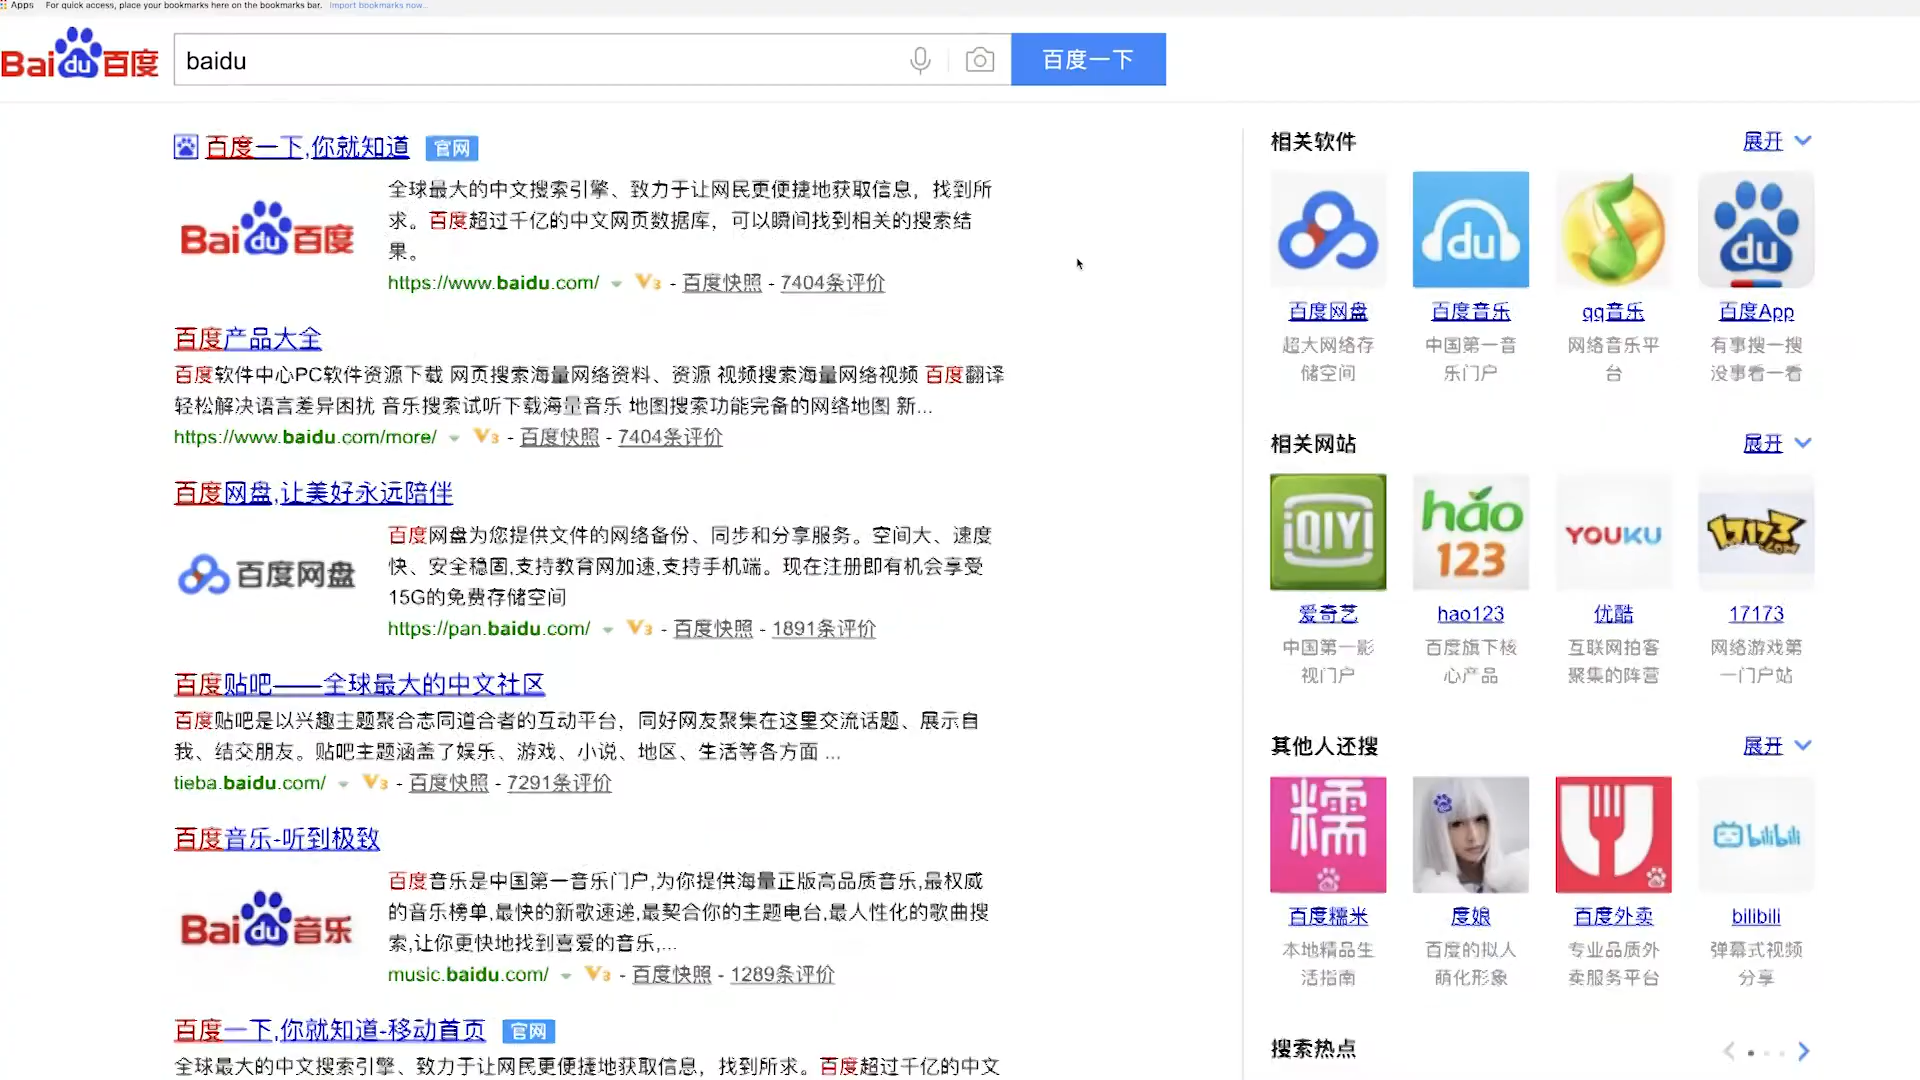 Apps For quick access, place your bookmarks here on the bookmarks bar. Import bookmarks now...
Bai du 百度
baidu
百度一下
百度一下,你就知道 官网
Bai du 百度
全球最大的中文搜索引擎、致力于让网民更便捷地获取信息，找到所
求。百度超过千亿的中文网页数据库，可以瞬间找到相关的搜索结
果。
https://www.baidu.com/ V3 - 百度快照 - 7404条评价
百度产品大全
百度软件中心PC软件资源下载 网页搜索海量网络资料、资源 视频搜索海量网络视频 百度翻译
轻松解决语言差异困扰 音乐搜索试听下载海量音乐 地图搜索功能完备的网络地图 新...
https://www.baidu.com/more/ V3 - 百度快照 - 7404条评价
百度网盘,让美好永远陪伴
百度网盘
百度网盘为您提供文件的网络备份、同步和分享服务。空间大、速度
快、安全稳固,支持教育网加速,支持手机端。现在注册即有机会享受
15G的免费存储空间
https://pan.baidu.com/ V3 - 百度快照 - 1891条评价
百度贴吧——全球最大的中文社区
百度贴吧是以兴趣主题聚合志同道合者的互动平台，同好网友聚集在这里交流话题、展示自
我、结交朋友。贴吧主题涵盖了娱乐、游戏、小说、地区、生活等各方面 ...
tieba.baidu.com/ V3 - 百度快照 - 7291条评价
百度音乐-听到极致
Bai du 音乐
百度音乐是中国第一音乐门户,为你提供海量正版高品质音乐,最权威
的音乐榜单,最快的新歌速递,最契合你的主题电台,最人性化的歌曲搜
索,让你更快地找到喜爱的音乐,...
music.baidu.com/ V3 - 百度快照 - 1289条评价
百度一下,你就知道-移动首页 官网
全球最大的中文搜索引擎、致力于让网民更便捷地获取信息，找到所求。百度超过千亿的中文
相关软件 展开
du du
百度网盘 百度音乐 qq音乐 百度App
超大网络存 中国第一音 网络音乐平 有事搜一搜
储空间 乐门户 台 没事看一看
相关网站 展开
iQIYI hǎo123 YOUKU 17173.com
爱奇艺 hao123 优酷 17173
中国第一影 百度旗下核 互联网拍客 网络游戏第
视门户 心产品 聚集的阵营 一门户站
其他人还搜 展开
糯 bilibili
百度糯米 度娘 百度外卖 bilibili
本地精品生 百度的拟人 专业品质外 弹幕式视频
活指南 萌化形象 卖服务平台 分享
搜索热点